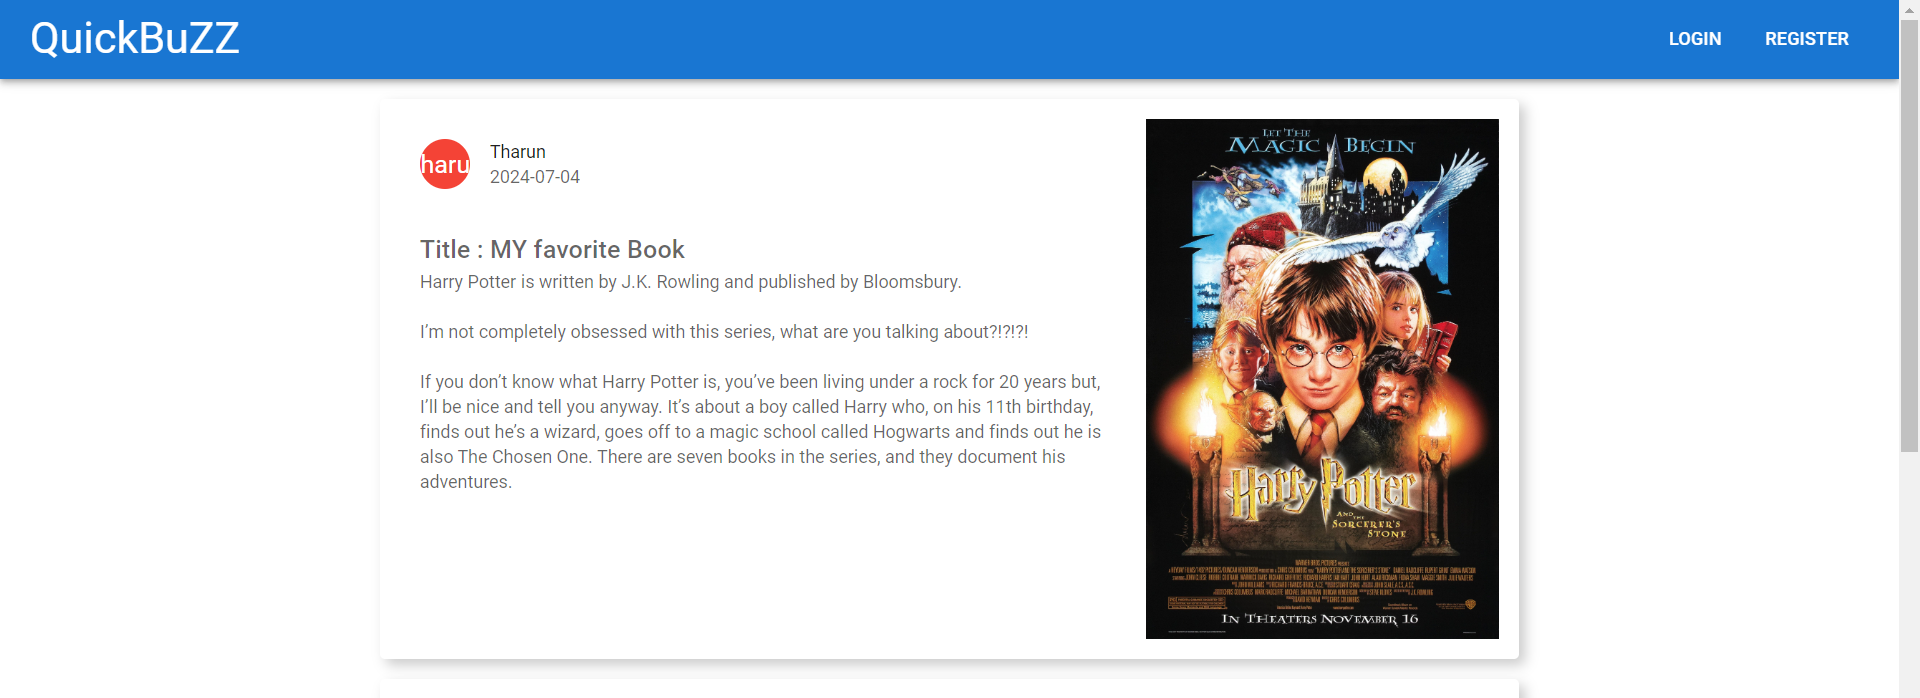 QuickBuZZ
LOGIN
REGISTER
haru
Tharun
2024-07-04
Title : MY favorite Book
Harry Potter is written by J.K. Rowling and published by Bloomsbury.
I’m not completely obsessed with this series, what are you talking about?!?!?!
If you don’t know what Harry Potter is, you’ve been living under a rock for 20 years but,
I’ll be nice and tell you anyway. It’s about a boy called Harry who, on his 11th birthday,
finds out he’s a wizard, goes off to a magic school called Hogwarts and finds out he is
also The Chosen One. There are seven books in the series, and they document his
adventures.
LET THE
MAGIC BEGIN
Harry Potter
AND THE
SORCERER'S
STONE
IN THEATERS NOVEMBER 16